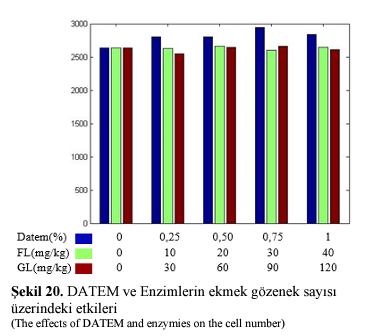 3000
2500
2000
1500
1000
500
0
Datem(%) 0 0,25 0,50 0,75 1
FL(mg/kg) 0 10 20 30 40
GL(mg/kg) 0 30 60 90 120
Şekil 20. DATEM ve Enzimlerin ekmek gözenek sayısı
üzerindeki etkileri
(The effects of DATEM and enzymies on the cell number)